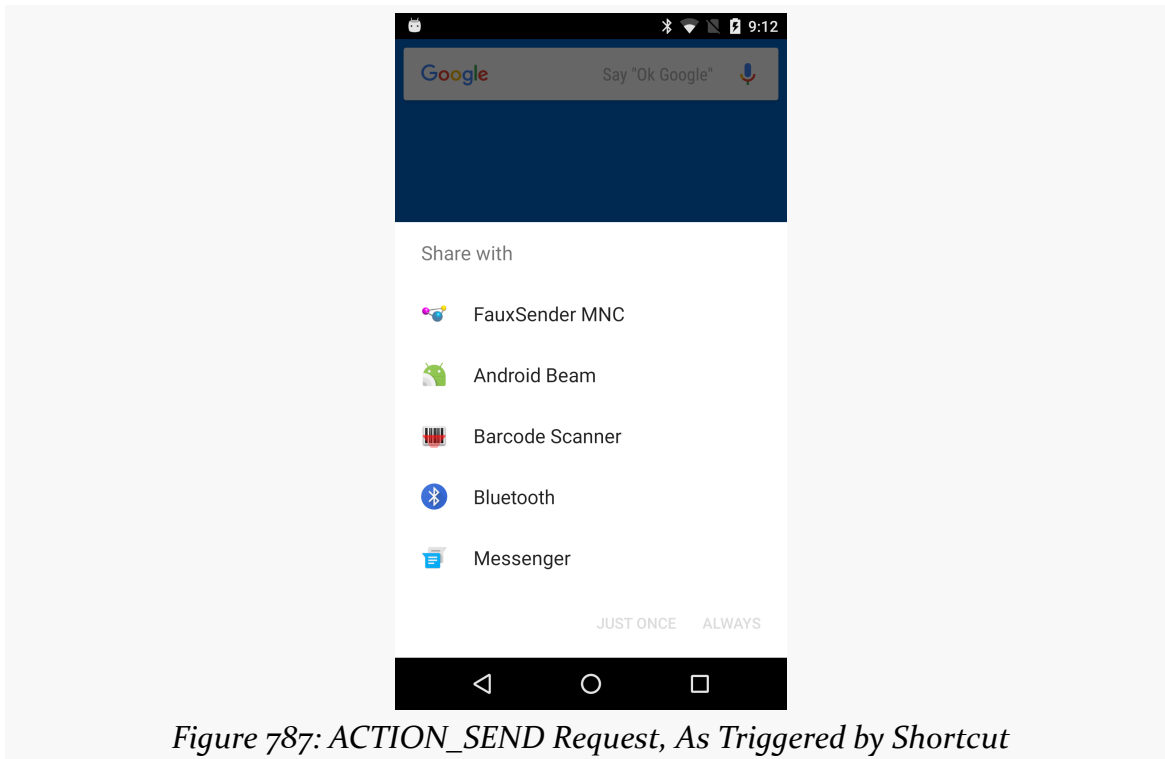 9:12
Google Say "Ok Google"
Share with
FauxSender MNC
Android Beam
Barcode Scanner
Bluetooth
Messenger
JUST ONCE ALWAYS
Figure 787: ACTION_SEND Request, As Triggered by Shortcut